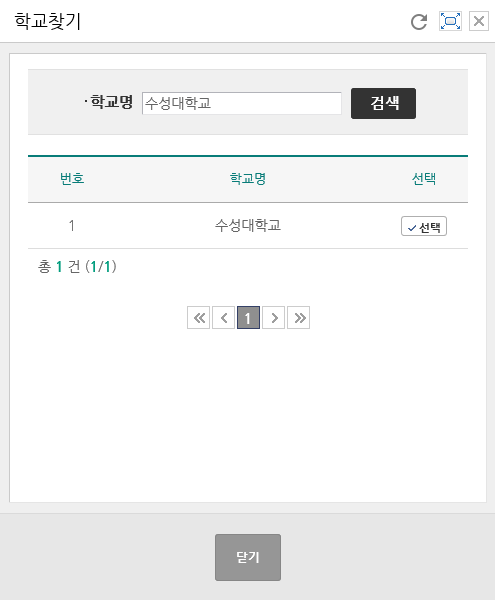 학교찾기
· 학교명 수성대학교 검색
번호 학교명 선택
1 수성대학교 선택
총 1 건 (1/1)
1
닫기